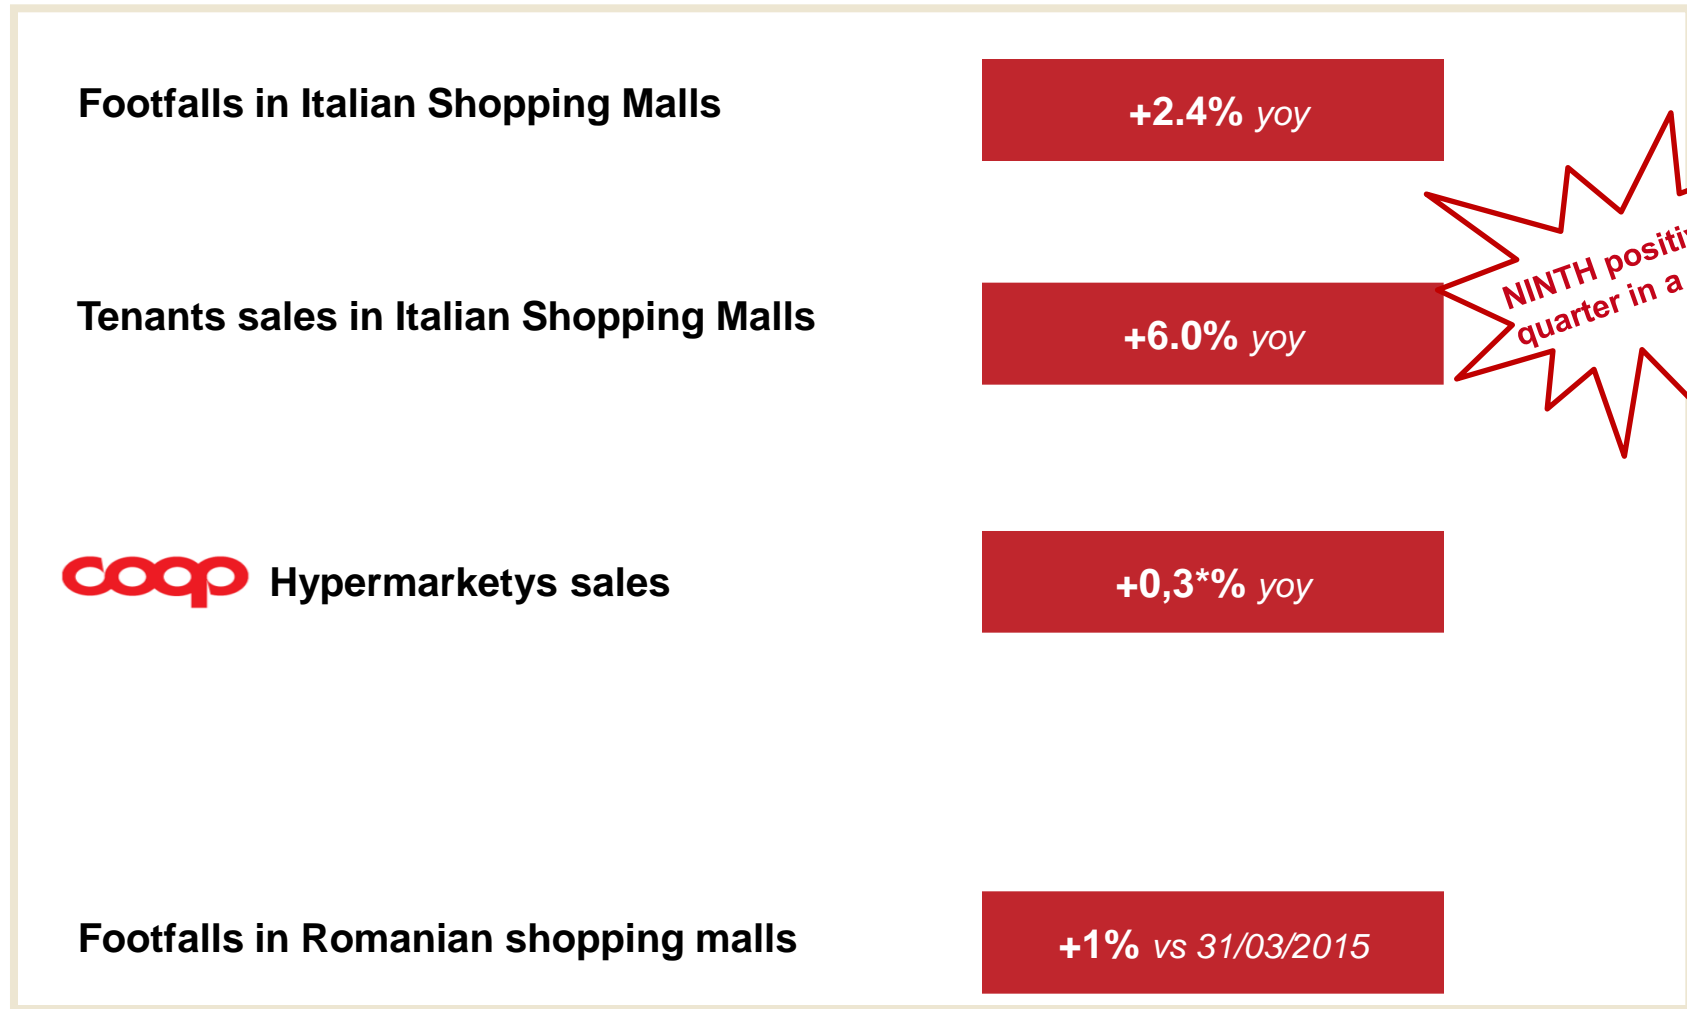 Footfalls in Italian Shopping Malls
+2.4% yoy
NINTH
quarter in a
Tenants sales in Italian Shopping Malls
+6.0% yoy
coop Hypermarketys sales
+0,3*% yoy
Footfalls in Romanian shopping malls
+1% vs 31/03/2015